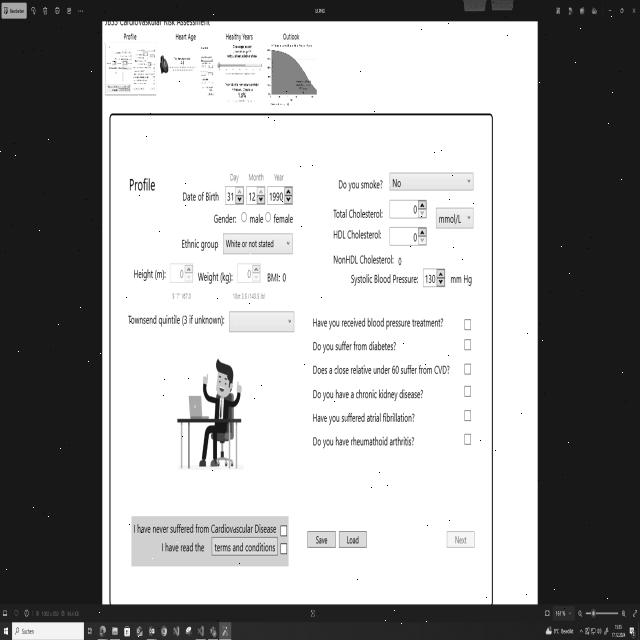 JBS3 Cardiovascular Risk Assessment
Profile Heart Age Healthy Years Outlook
Profile
Day Month Year
Date of Birth 31 12 1990
Gender: male female
Ethnic group White or not stated
Height (m): 0 Weight (kg): 0 BMI: 0
Townsend quintile (3 if unknown):
Do you smoke? No
Total Cholesterol: 0
mmol/L
HDL Cholesterol: 0
NonHDL Cholesterol: 0
Systolic Blood Pressure: 130 mm Hg
Have you received blood pressure treatment?
Do you suffer from diabetes?
Does a close relative under 60 suffer from CVD?
Do you have a chronic kidney disease?
Have you suffered atrial fibrillation?
Do you have rheumathoid arthritis?
I have never suffered from Cardiovascular Disease
I have read the terms and conditions
Save Load Next
Suchen